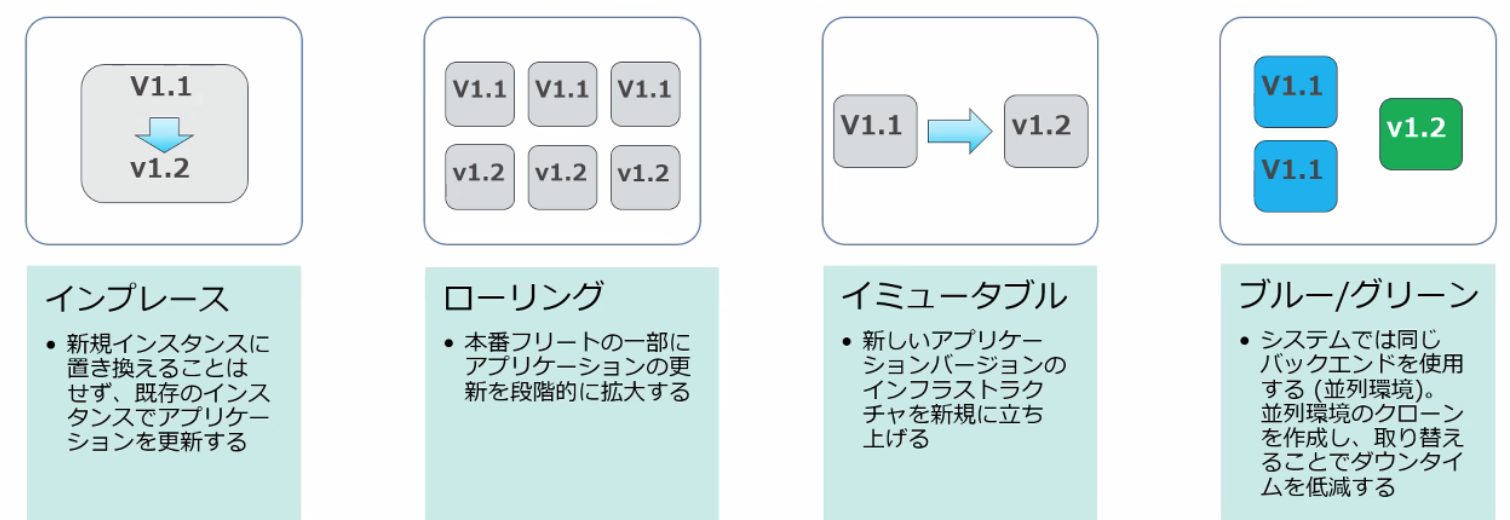 V1.1
v1.2
V1.1 V1.1 V1.1
v1.2 v1.2 v1.2
V1.1 v1.2
V1.1
v1.2
V1.1
インプレース
• 新規インスタンスに
置き換えることは
せず、既存のインス
タンスでアプリケー
ションを更新する
ローリング
• 本番フリートの一部に
アプリケーションの更
新を段階的に拡大する
イミュータブル
• 新しいアプリケー
ションバージョンの
インフラストラク
チャを新規に立ち
上げる
ブルー/グリーン
• システムでは同じ
バックエンドを使用
する (並列環境)。
並列環境のクローン
を作成し、取り替え
ることでダウンタイ
ムを低減する